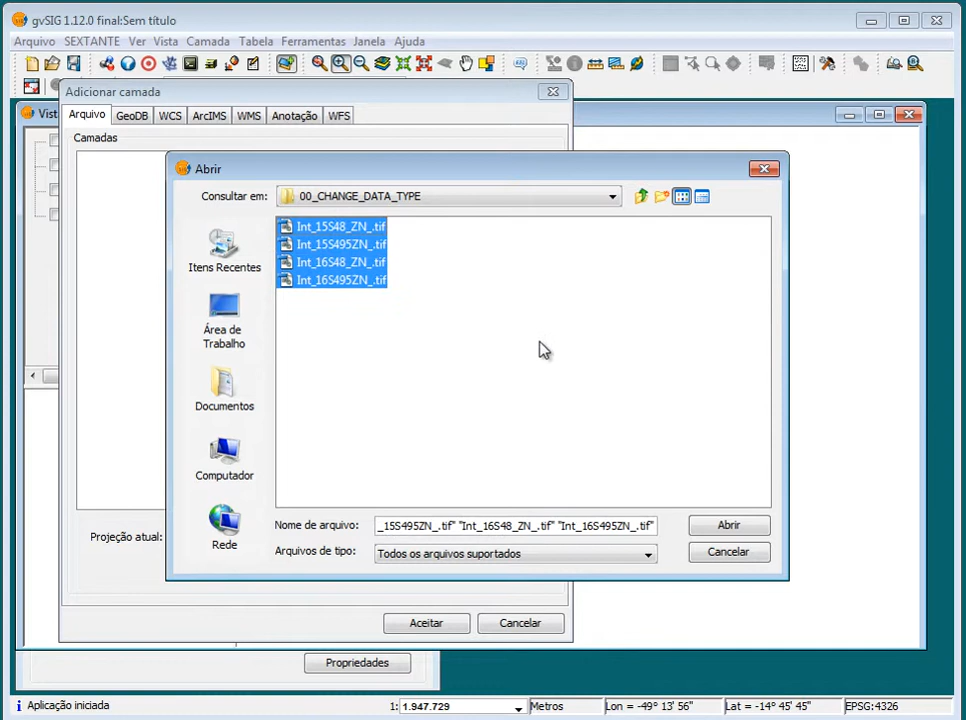 gvSIG 1.12.0 final:Sem título
Arquivo SEXTANTE Ver Vista Camada Tabela Ferramentas Janela Ajuda
Adicionar camada
Vist
Arquivo GeoDB WCS ArcIMS WMS Anotação WFS
Camadas
Abrir
Consultar em: 00_CHANGE_DATA_TYPE
Int_15S48_ZN_.tif
Int_15S495ZN_.tif
Int_16S48_ZN_.tif
Int_16S495ZN_.tif
Itens Recentes
Área de
Trabalho
Documentos
Computador
Rede
Nome de arquivo: _15S495ZN_.tif" "Int_16S48_ZN_.tif" "Int_16S495ZN_.tif" Abrir
Projeção atual:
Arquivos de tipo: Todos os arquivos suportados Cancelar
Aceitar Cancelar
Propriedades
Aplicação iniciada 1: 1.947.729 Metros Lon = -49° 13' 56" Lat = -14° 45' 45" EPSG:4326